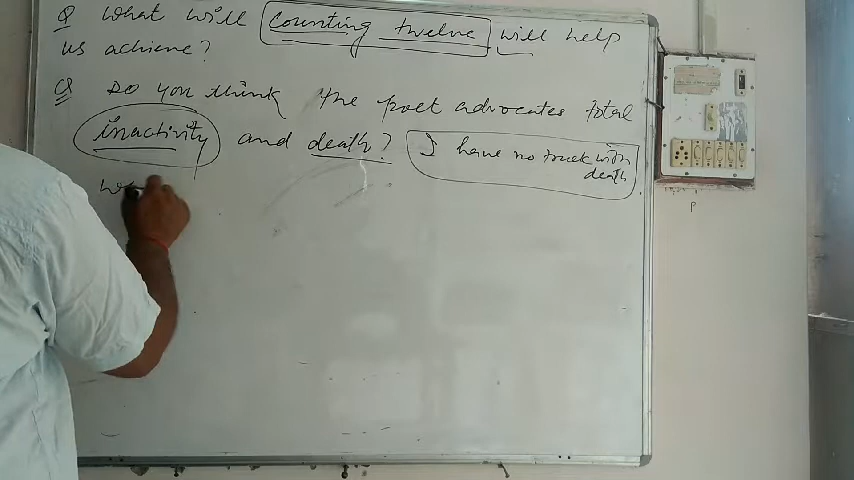 Q What will counting twelve will help
us achieve?
Q Do you think the poet advocates total
inactivity and death? I have no truck with
death
we
P